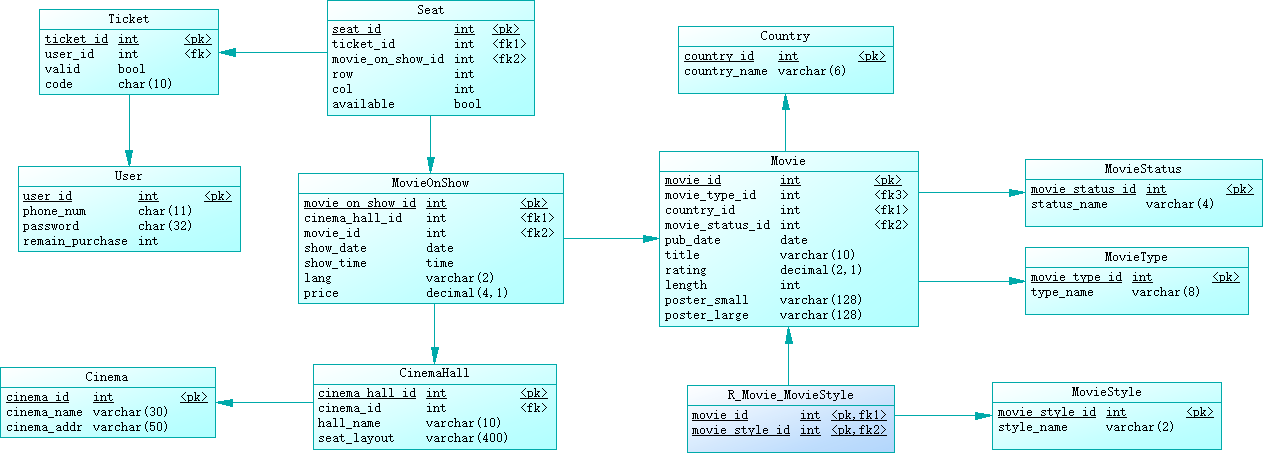 Ticket
ticket_id int <pk>
user_id int <fk>
valid bool
code char(10)
Seat
seat_id int <pk>
ticket_id int <fk1>
movie_on_show_id int <fk2>
row int
col int
available bool
Country
country_id int <pk>
country_name varchar(6)
User
user_id int <pk>
phone_num char(11)
password char(32)
remain_purchase int
MovieOnShow
movie_on_show_id int <pk>
cinema_hall_id int <fk1>
movie_id int <fk2>
show_date date
show_time time
lang varchar(2)
price decimal(4,1)
Movie
movie_id int <pk>
movie_type_id int <fk3>
country_id int <fk1>
movie_status_id int <fk2>
pub_date date
title varchar(10)
rating decimal(2,1)
length int
poster_small varchar(128)
poster_large varchar(128)
MovieStatus
movie_status_id int <pk>
status_name varchar(4)
MovieType
movie_type_id int <pk>
type_name varchar(8)
Cinema
cinema_id int <pk>
cinema_name varchar(30)
cinema_addr varchar(50)
CinemaHall
cinema_hall_id int <pk>
cinema_id int <fk>
hall_name varchar(10)
seat_layout varchar(400)
R_Movie_MovieStyle
movie_id int <pk,fk1>
movie_style_id int <pk,fk2>
MovieStyle
movie_style_id int <pk>
style_name varchar(2)